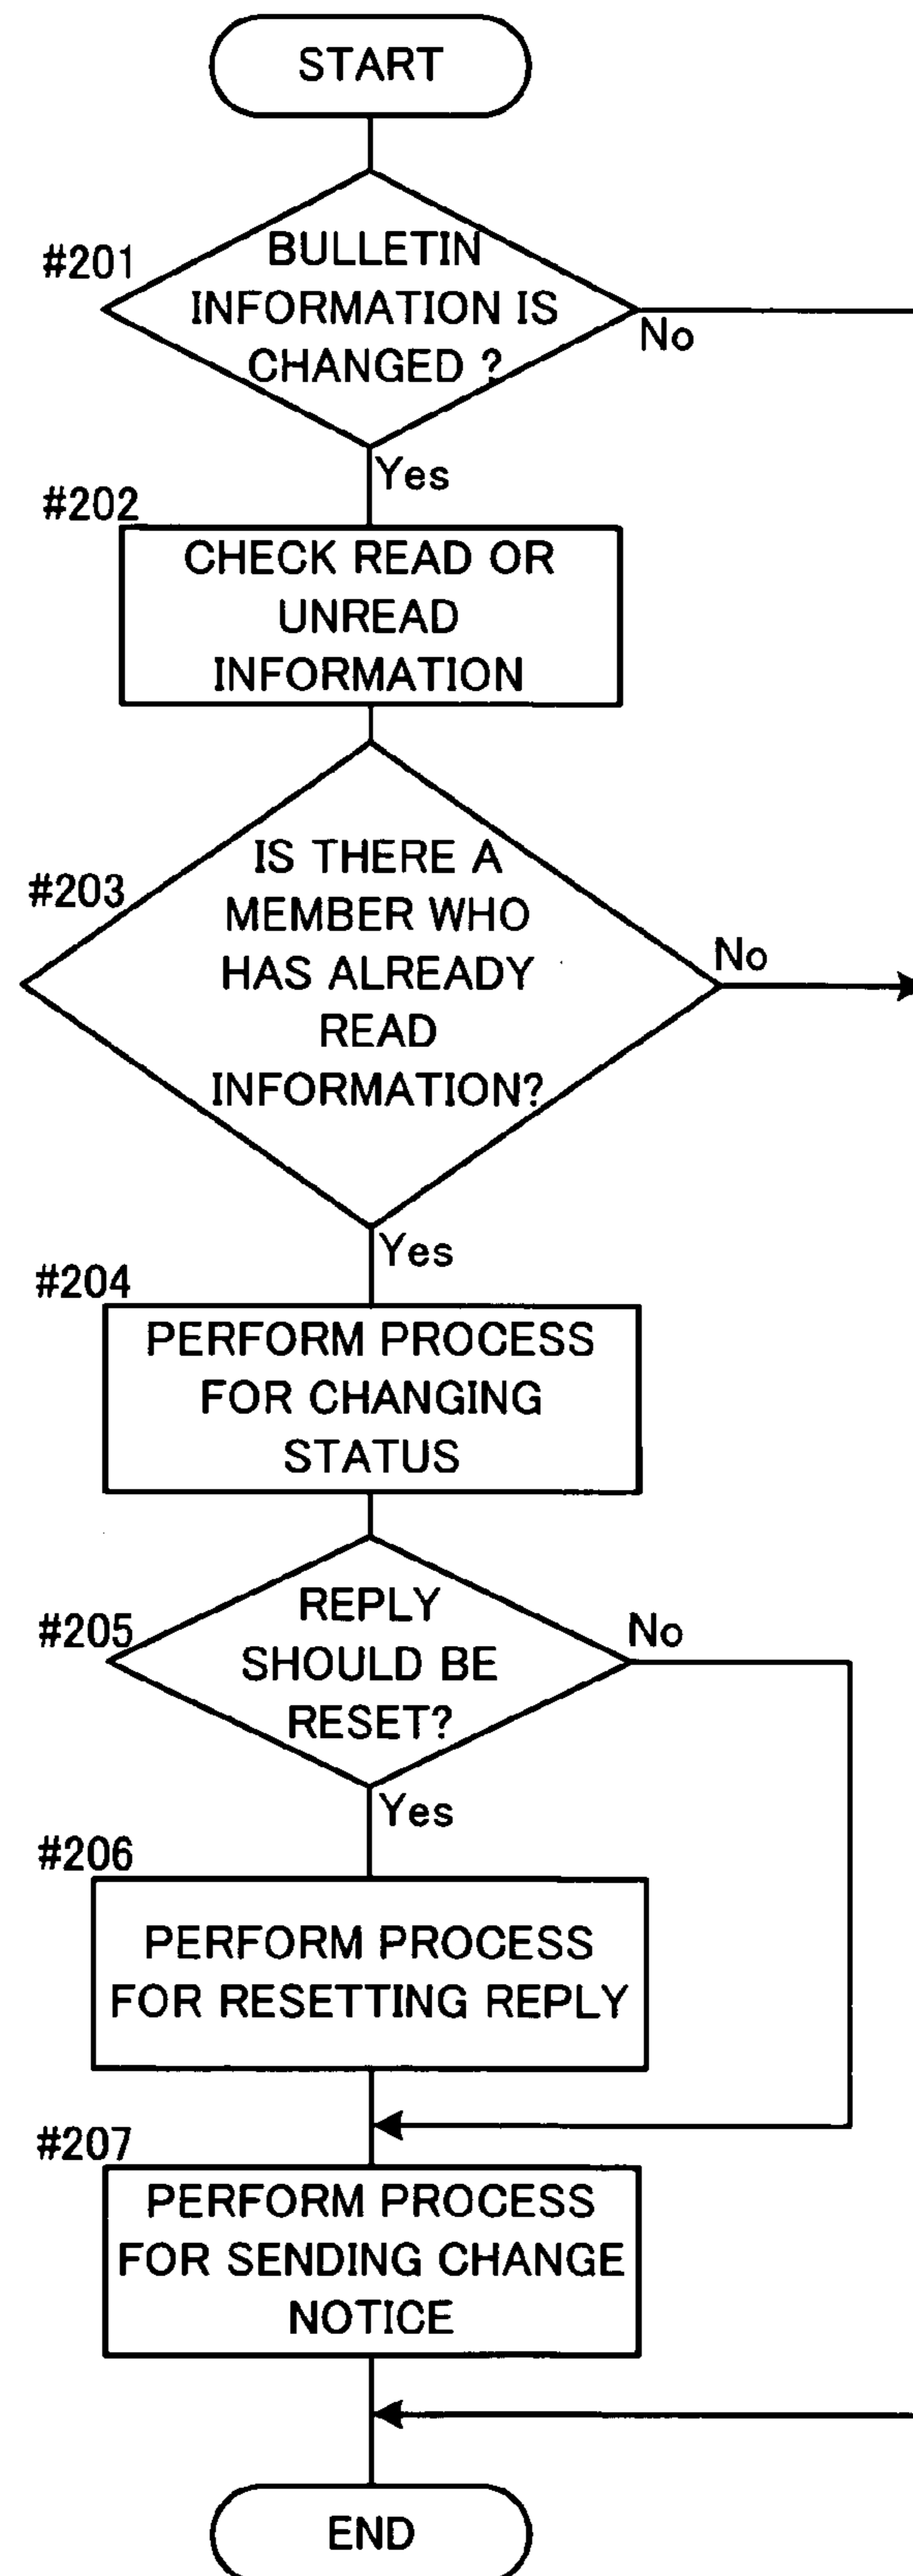 START
#201
BULLETIN
INFORMATION IS
CHANGED ?
No
Yes
#202
CHECK READ OR
UNREAD
INFORMATION
#203
IS THERE A
MEMBER WHO
HAS ALREADY
READ
INFORMATION?
No
Yes
#204
PERFORM PROCESS
FOR CHANGING
STATUS
#205
REPLY
SHOULD BE
RESET?
No
Yes
#206
PERFORM PROCESS
FOR RESETTING REPLY
#207
PERFORM PROCESS
FOR SENDING CHANGE
NOTICE
END